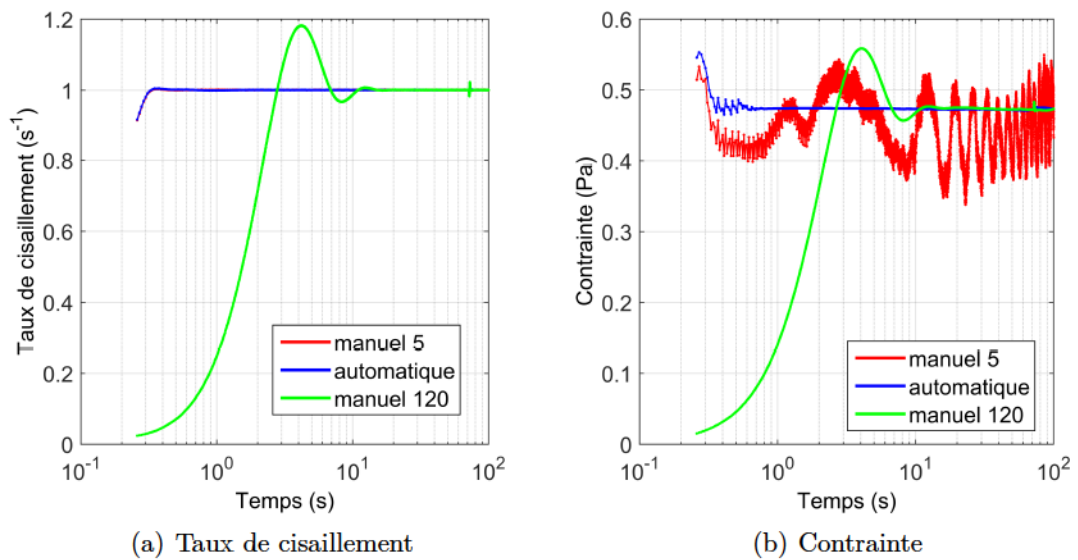 1.2
1
0.8
0.6
0.4
0.2
0
Taux de cisaillement (s⁻¹)
manuel 5
automatique
manuel 120
10⁻¹ 10⁰ 10¹ 10²
Temps (s)
(a) Taux de cisaillement
0.6
0.5
0.4
0.3
0.2
0.1
0
Contrainte (Pa)
manuel 5
automatique
manuel 120
10⁻¹ 10⁰ 10¹ 10²
Temps (s)
(b) Contrainte